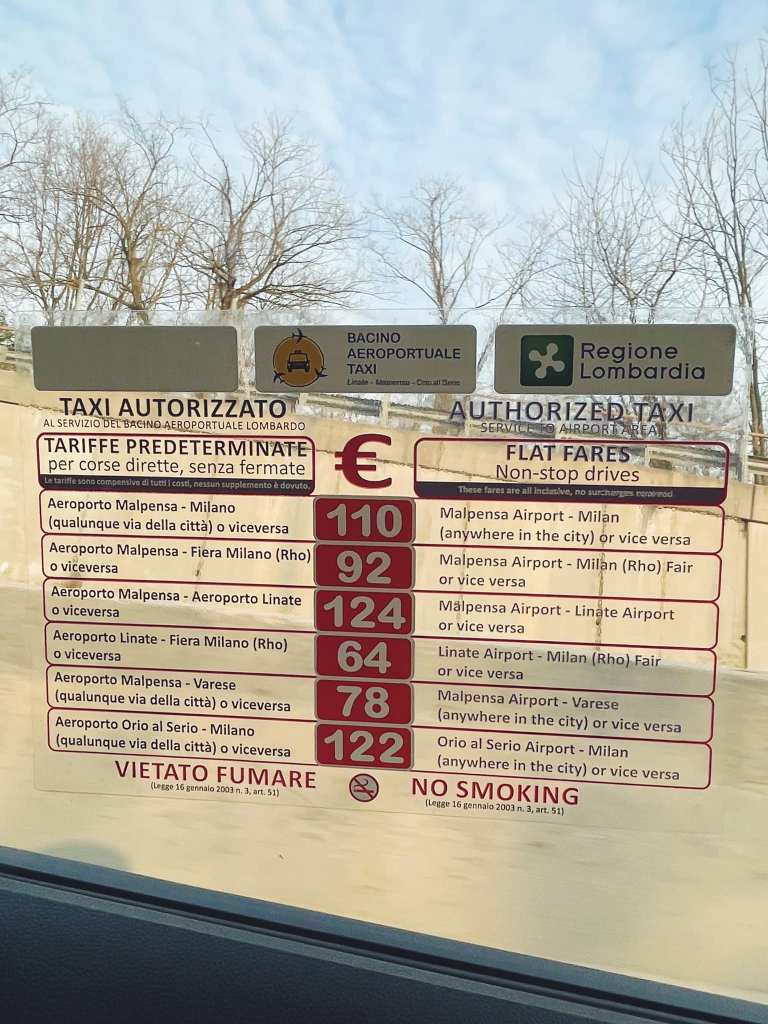 BACINO
AEROPORTUALE
TAXI
Linate - Malpensa - Orio al Serio
Regione
Lombardia
TAXI AUTORIZZATO
AL SERVIZIO DEL BACINO AEROPORTUALE LOMBARDO
AUTHORIZED TAXI
SERVICE TO AIRPORT AREA
TARIFFE PREDETERMINATE
per corse dirette, senza fermate
Le tariffe sono comprensive di tutti i costi, nessun supplemento è dovuto.
€
FLAT FARES
Non-stop drives
These fares are all inclusive, no surcharges required
Aeroporto Malpensa - Milano
(qualunque via della città) o viceversa
110
Malpensa Airport - Milan
(anywhere in the city) or vice versa
Aeroporto Malpensa - Fiera Milano (Rho)
o viceversa
92
Malpensa Airport - Milan (Rho) Fair
or vice versa
Aeroporto Malpensa - Aeroporto Linate
o viceversa
124
Malpensa Airport - Linate Airport
or vice versa
Aeroporto Linate - Fiera Milano (Rho)
o viceversa
64
Linate Airport - Milan (Rho) Fair
or vice versa
Aeroporto Malpensa - Varese
(qualunque via della città) o viceversa
78
Malpensa Airport - Varese
(anywhere in the city) or vice versa
Aeroporto Orio al Serio - Milano
(qualunque via della città) o viceversa
122
Orio al Serio Airport - Milan
(anywhere in the city) or vice versa
VIETATO FUMARE
(Legge 16 gennaio 2003 n. 3, art. 51)
NO SMOKING
(Legge 16 gennaio 2003 n. 3, art. 51)